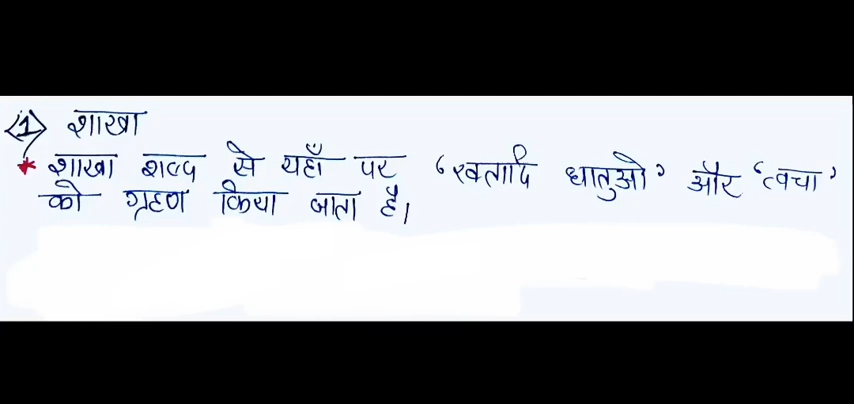 <1> शाखा
* शाखा शब्द से यहाँ पर 'रक्तादि धातुओ' और 'त्वचा'
को ग्रहण किया जाता है।